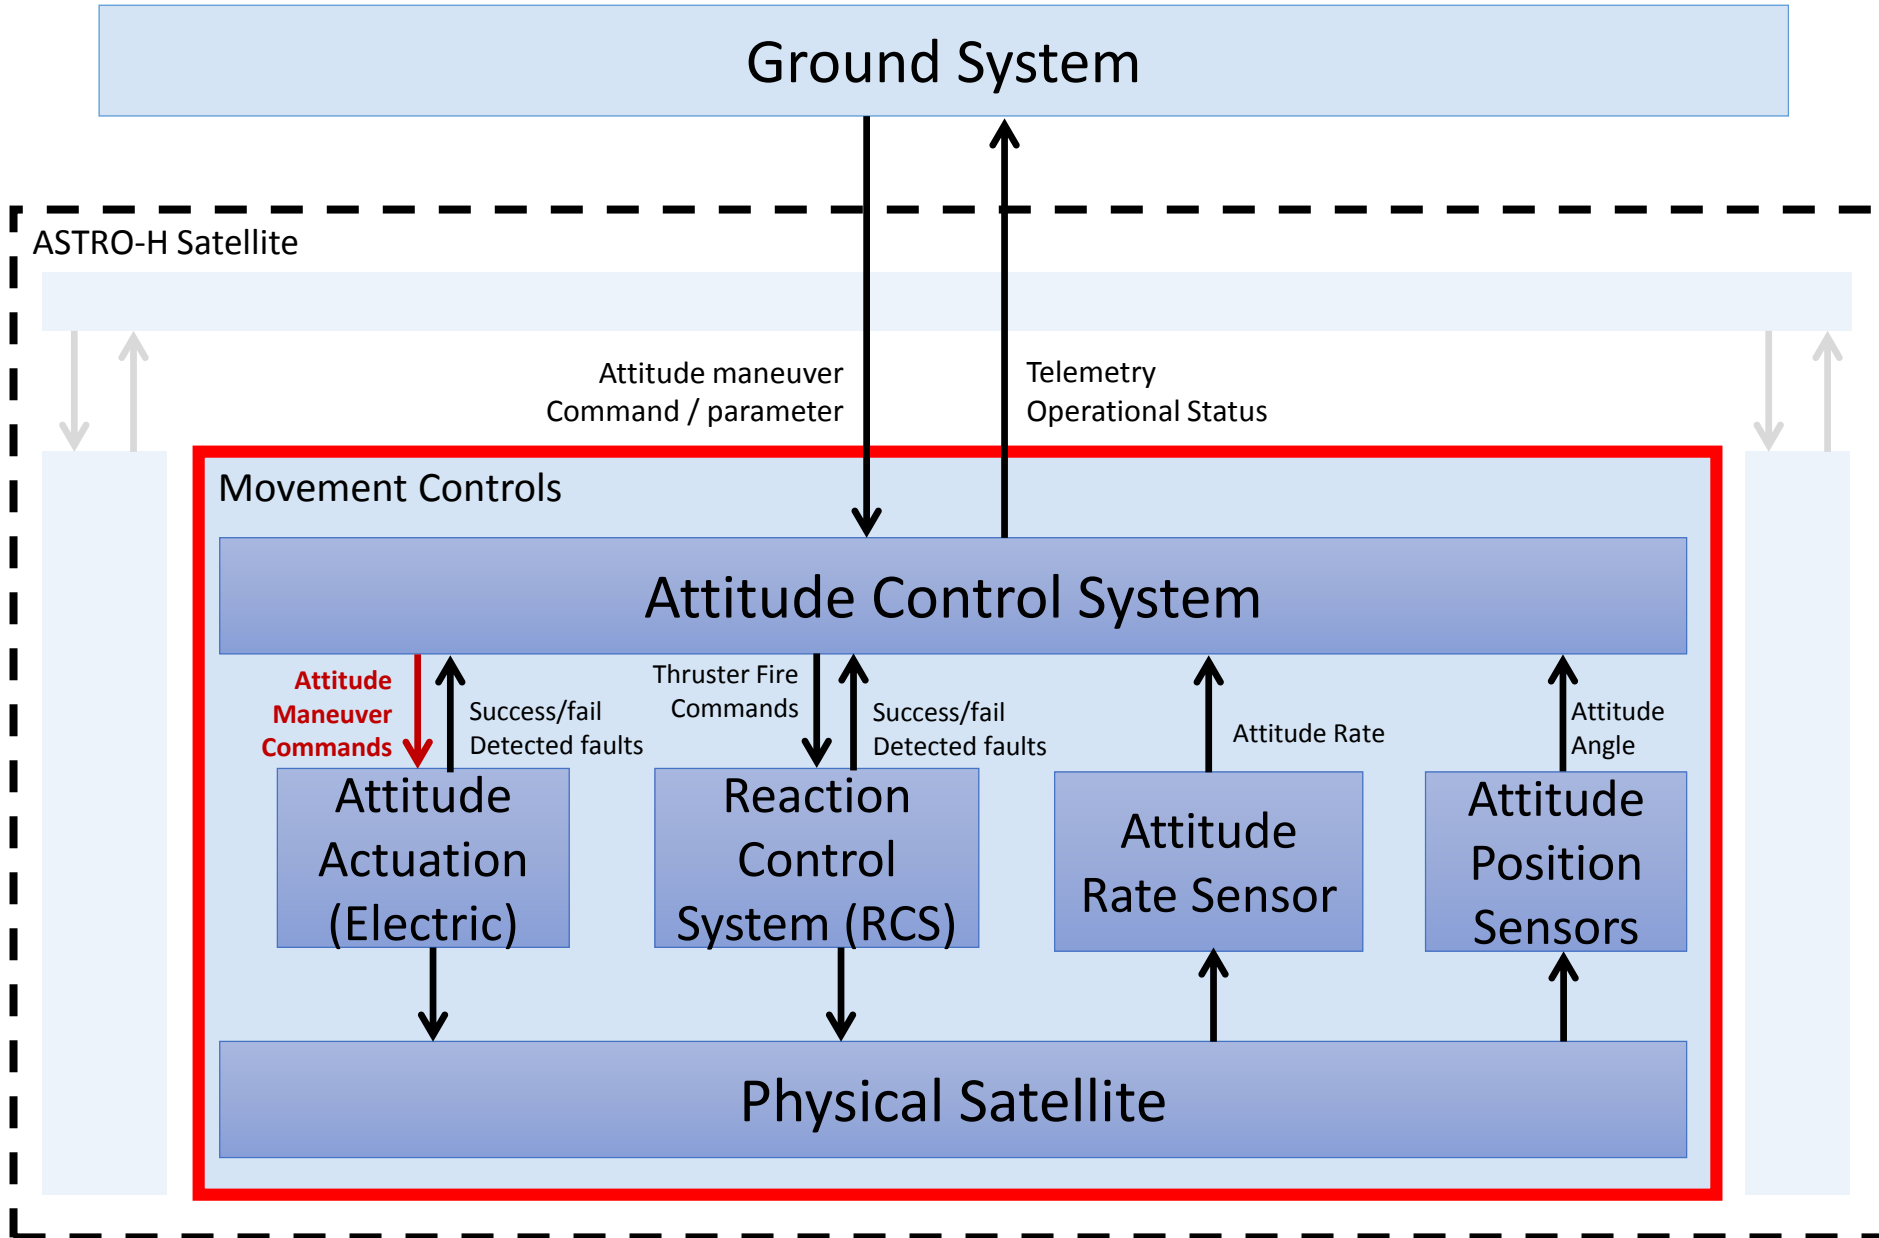 Ground System
ASTRO-H Satellite
Attitude maneuver
Command / parameter
Telemetry
Operational Status
Movement Controls
Attitude Control System
Attitude
Maneuver
Commands
Success/fail
Detected faults
Thruster Fire
Commands
Success/fail
Detected faults
Attitude Rate
Attitude
Angle
Attitude
Actuation
(Electric)
Reaction
Control
System (RCS)
Attitude
Rate Sensor
Attitude
Position
Sensors
Physical Satellite